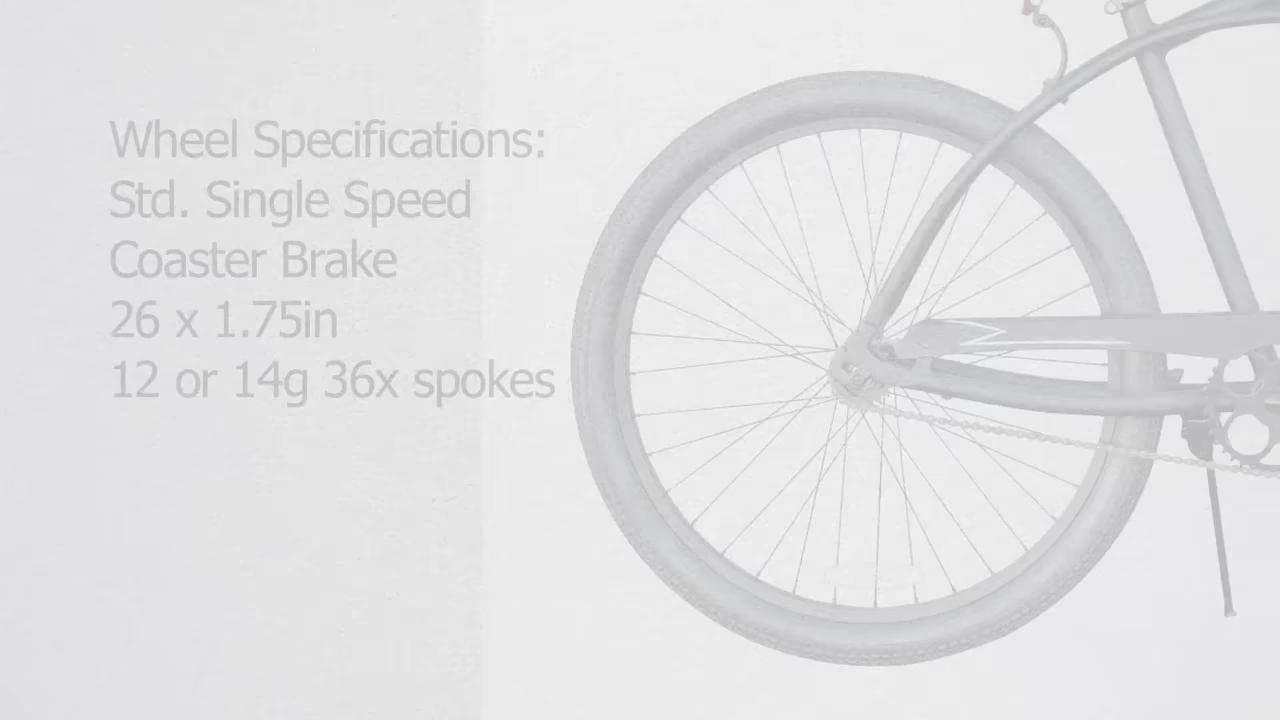 Wheel Specifications:
Std. Single Speed
Coaster Brake
26 x 1.75in
12 or 14g 36x spokes